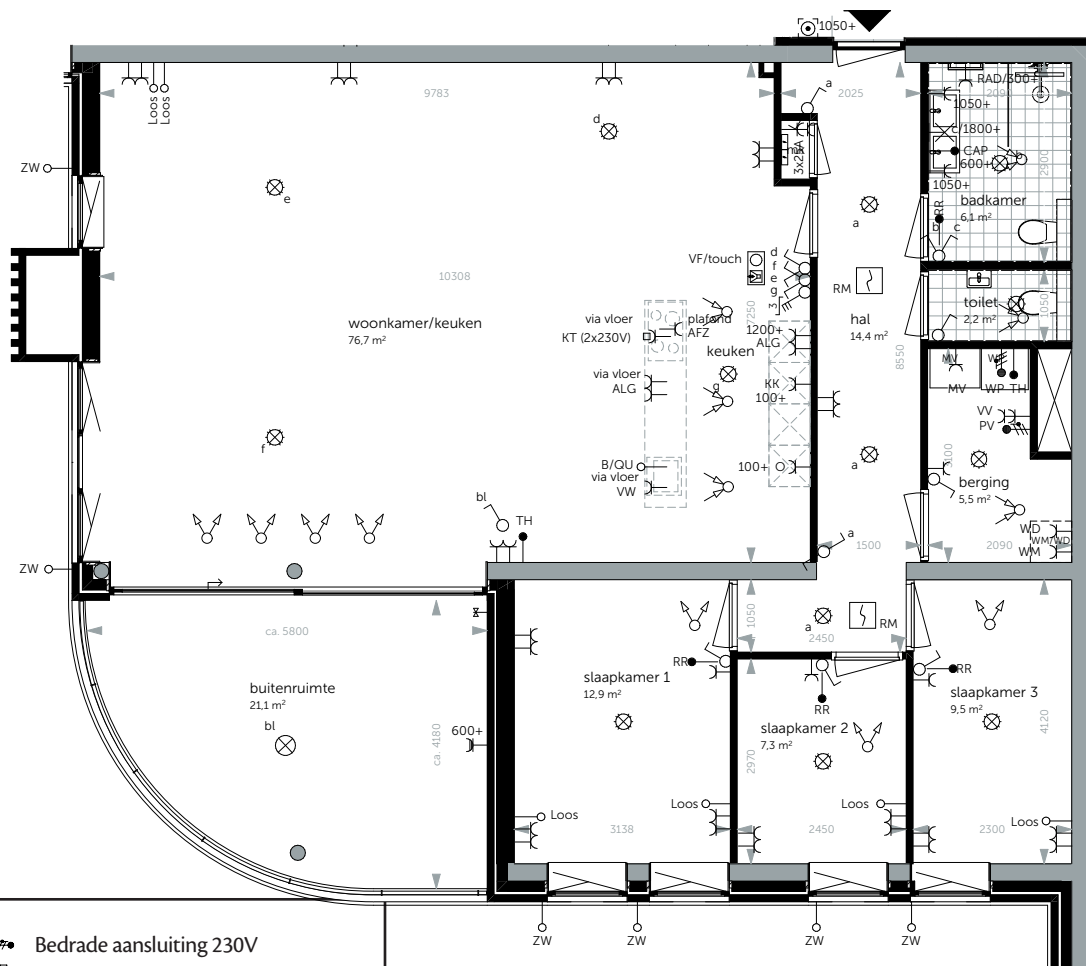 1050+
9783
2025
2090
RAD/300+
Loos
Loos
a
d
1050+
c/1800+
3x25A
CAP
b
600+
2900
ZW
1050+
e
badkamer
6,1 m²
RR
a
b
c
VF/touch
d
f
e
g
3
10308
RM
toilet
2,2 m²
1050
via vloer
plafond
KT (2x230V)
AFZ
7250
1200+
ALG
hal
14,4 m²
woonkamer/keuken
76,7 m²
keuken
8550
MV
MV
WP
TH
via vloer
ALG
g
KK
100+
VV
PV
f
a
B/QU
via vloer
VW
100+
3100
berging
5,5 m²
bl
TH
WD
WM/WD
WM
a
1500
2090
ZW
ca. 5800
1050
a
RM
2450
RR
RR
slaapkamer 1
12,9 m²
buitenruimte
21,1 m²
bl
RR
slaapkamer 3
9,5 m²
slaapkamer 2
7,3 m²
4120
600+
ca. 4180
2970
Loos
Loos
Loos
Loos
3138
2450
2300
ZW
ZW
ZW
ZW
Bedrade aansluiting 230V